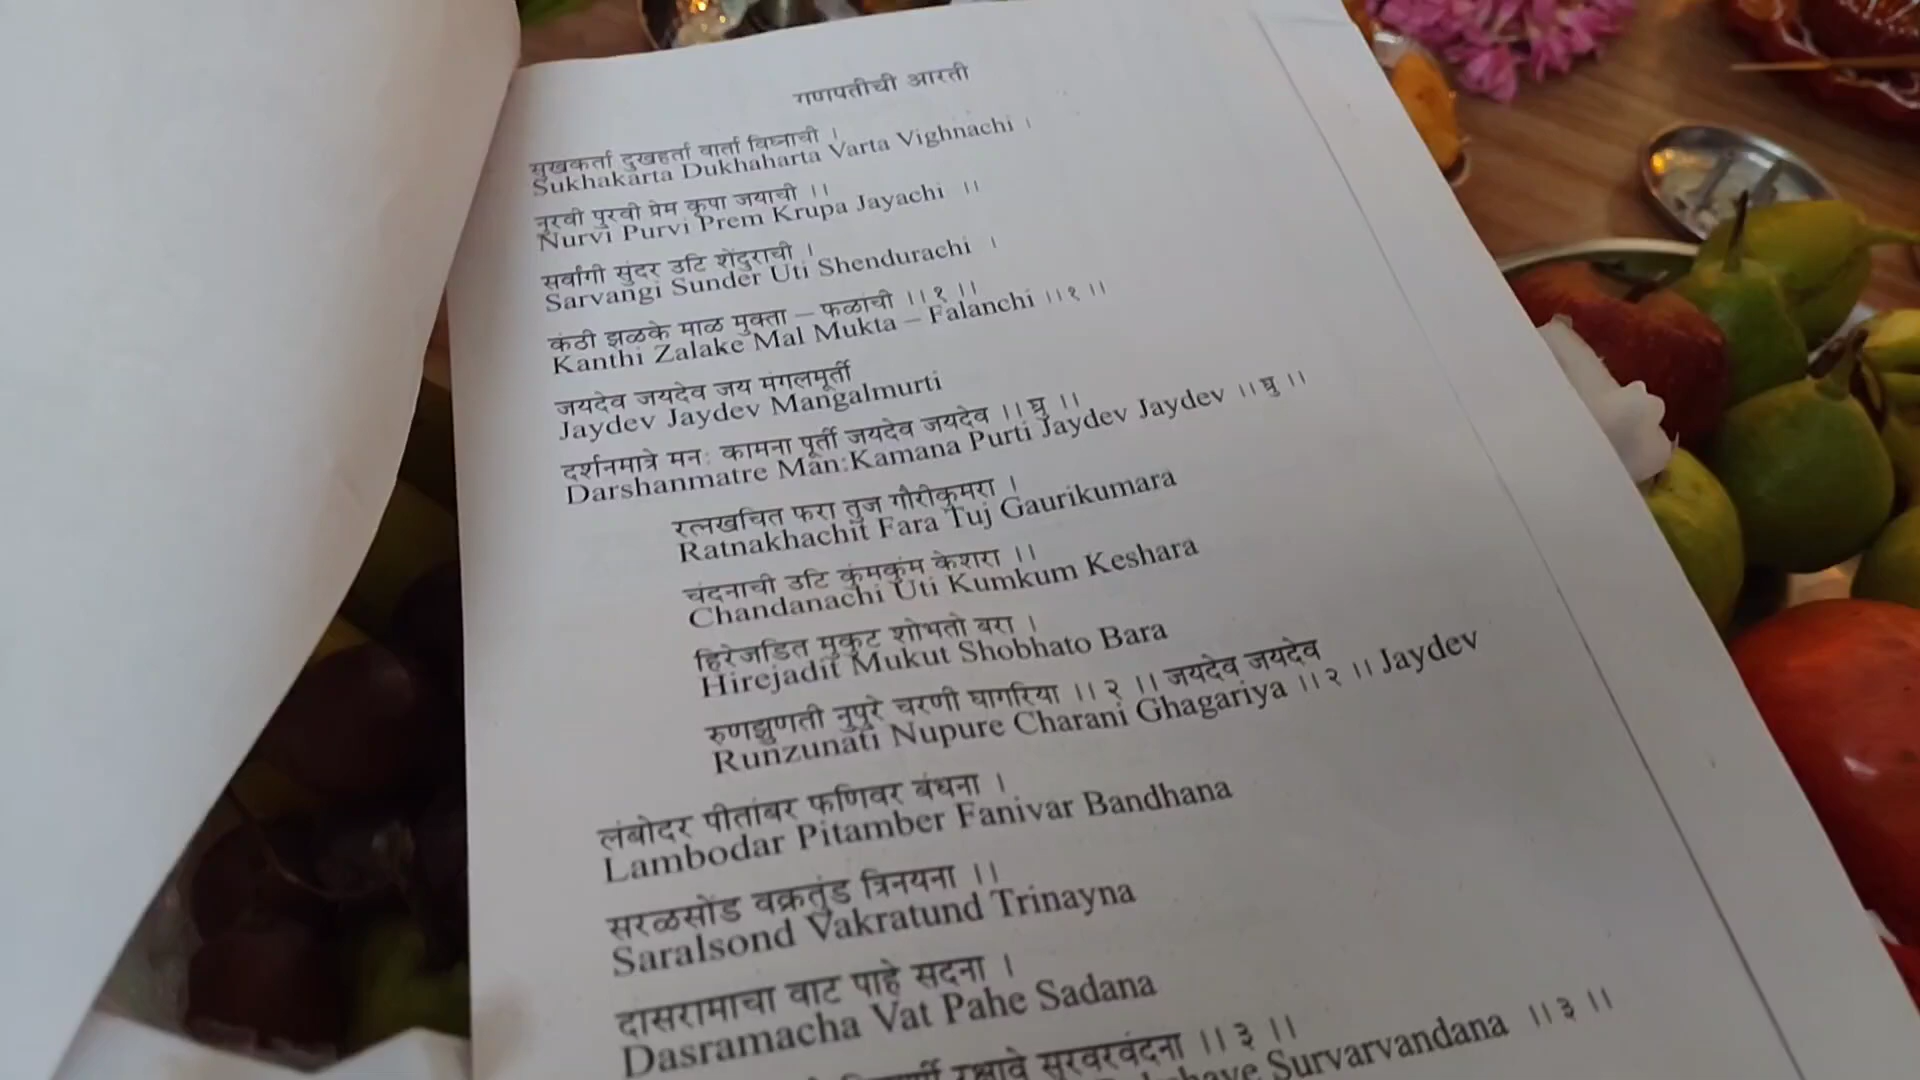 गणपतीची आरती
सुखकर्ता दुखहर्ता वार्ता विघ्नाची ।
Sukhakarta Dukhaharta Varta Vighnachi ।
नुरवी पुरवी प्रेम कृपा जयाची ।।
Nurvi Purvi Prem Krupa Jayachi ।।
सर्वांगी सुंदर उटि शेंदुराची ।
Sarvangi Sunder Uti Shendurachi ।
कंठी झळके माळ मुक्ता – फळांची ।।१।।
Kanthi Zalake Mal Mukta – Falanchi ।।१।।
जयदेव जयदेव जय मंगलमूर्ती
Jaydev Jaydev Mangalmurti
दर्शनमात्रे मन: कामना पूर्ती जयदेव जयदेव ।।घ्रु ।।
Darshanmatre Man:Kamana Purti Jaydev Jaydev ।।घ्रु ।।
रत्नखचित फरा तुज गौरीकुमरा ।
Ratnakhachit Fara Tuj Gaurikumara
चंदनाची उटि कुंमकुंम केशरा ।।
Chandanachi Uti Kumkum Keshara
हिरेजडित मुकुट शोभतो बरा ।
Hirejadit Mukut Shobhato Bara
रुणझुणती नुपुरे चरणी घागरिया ।।२ ।। जयदेव जयदेव
Runzunati Nupure Charani Ghagariya ।।२ ।। Jaydev
लंबोदर पीतांबर फणिवर बंधना ।
Lambodar Pitamber Fanivar Bandhana
सरळसोंड वक्रतुंड त्रिनयना ।।
Saralsond Vakratund Trinayna
दासरामाचा वाट पाहे सदना ।
Dasramacha Vat Pahe Sadana
रक्षावे सुरवरवंदना ।।३ ।।
Survarvandana ।।३ ।।